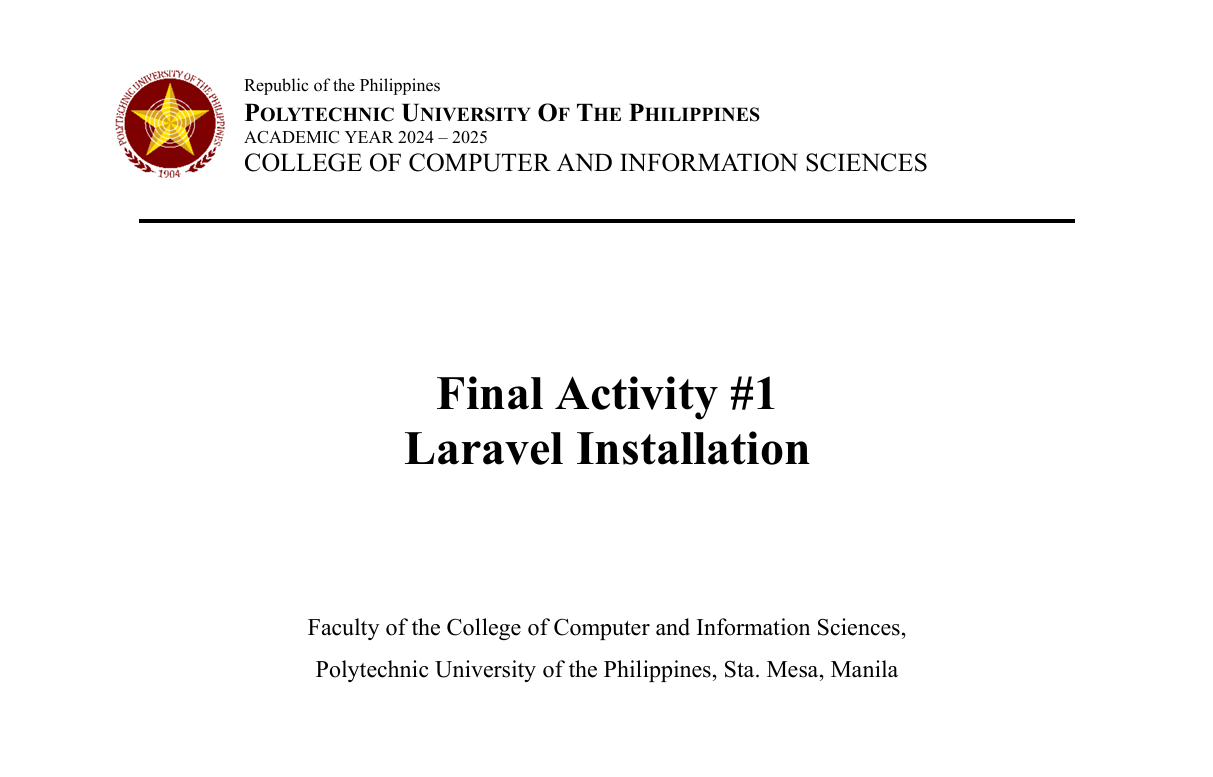 POLYTECHNIC UNIVERSITY OF THE PHILIPPINES
1904
Republic of the Philippines
POLYTECHNIC UNIVERSITY OF THE PHILIPPINES
ACADEMIC YEAR 2024 – 2025
COLLEGE OF COMPUTER AND INFORMATION SCIENCES
Final Activity #1
Laravel Installation
Faculty of the College of Computer and Information Sciences,
Polytechnic University of the Philippines, Sta. Mesa, Manila